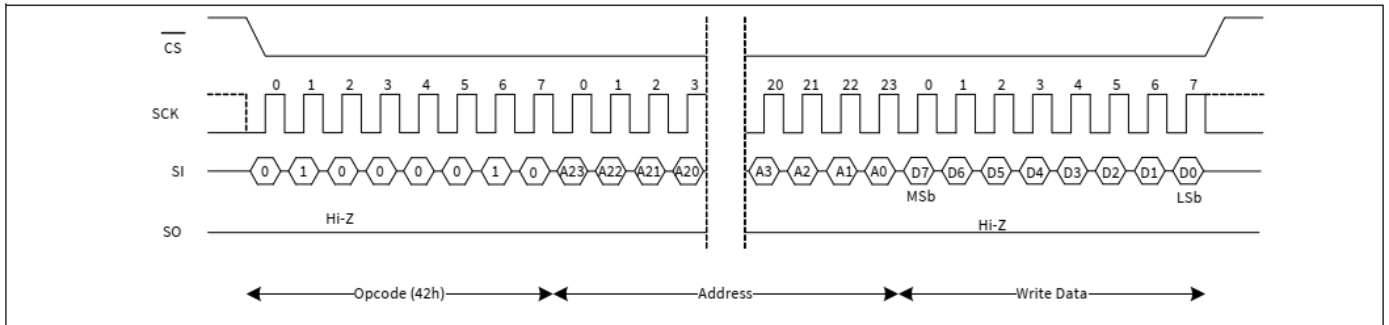 CS
0 1 2 3 4 5 6 7 0 1 2 3 20 21 22 23 0 1 2 3 4 5 6 7
SCK
SI 0 1 0 0 0 0 1 0 A23 A22 A21 A20 A3 A2 A1 A0 D7 D6 D5 D4 D3 D2 D1 D0
MSb LSb
Hi-Z Hi-Z
SO
Opcode (42h) Address Write Data